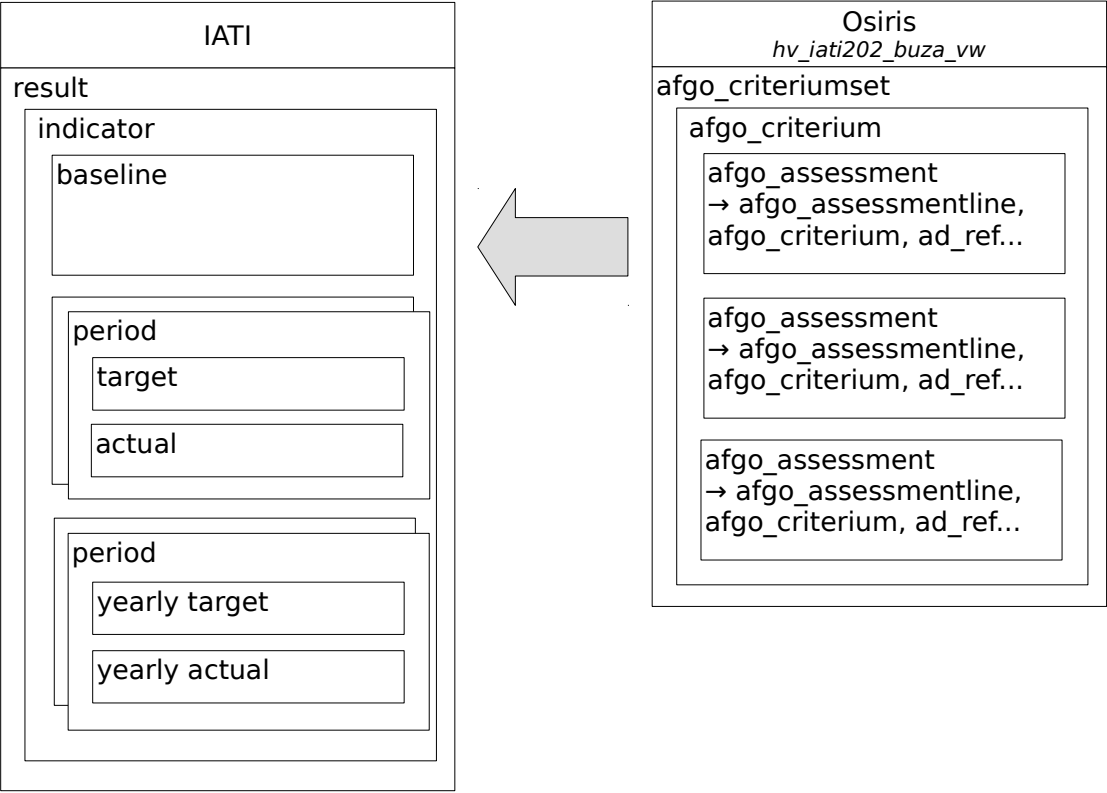 IATI
result
indicator
baseline
period
target
actual
period
yearly target
yearly actual
Osiris
hv_iati202_buza_vw
afgo_criteriumset
afgo_criterium
afgo_assessment
→ afgo_assessmentline,
afgo_criterium, ad_ref...
afgo_assessment
→ afgo_assessmentline,
afgo_criterium, ad_ref...
afgo_assessment
→ afgo_assessmentline,
afgo_criterium, ad_ref...